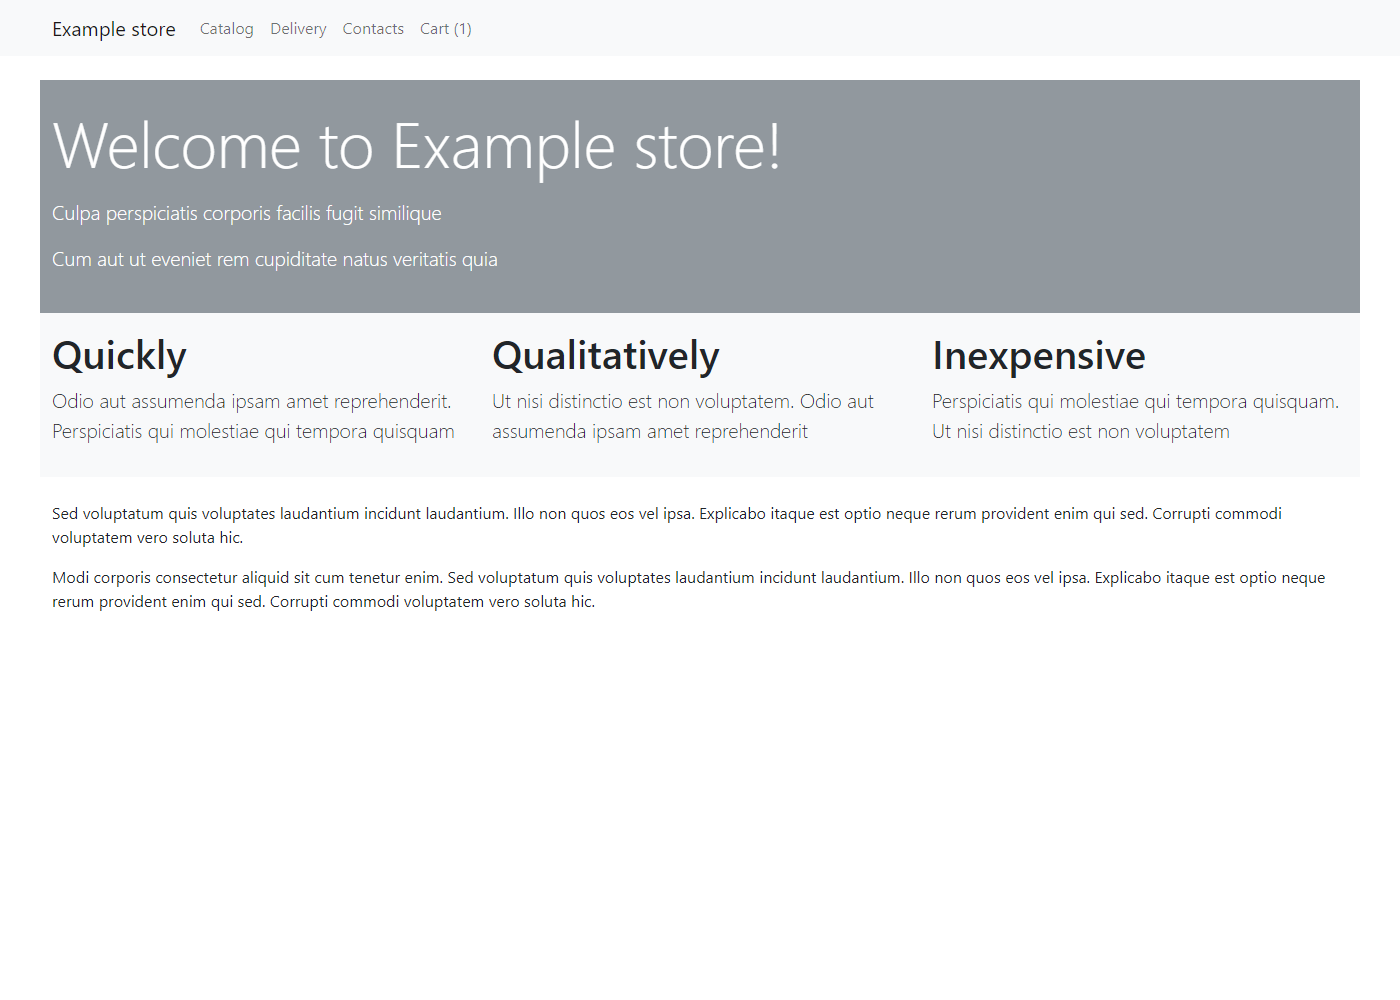 Example store Catalog Delivery Contacts Cart (1)
Welcome to Example store!
Culpa perspiciatis corporis facilis fugit similique
Cum aut ut eveniet rem cupiditate natus veritatis quia
Quickly
Odio aut assumenda ipsam amet reprehenderit.
Perspiciatis qui molestiae qui tempora quisquam
Qualitatively
Ut nisi distinctio est non voluptatem. Odio aut
assumenda ipsam amet reprehenderit
Inexpensive
Perspiciatis qui molestiae qui tempora quisquam.
Ut nisi distinctio est non voluptatem
Sed voluptatum quis voluptates laudantium incidunt laudantium. Illo non quos eos vel ipsa. Explicabo itaque est optio neque rerum provident enim qui sed. Corrupti commodi
voluptatem vero soluta hic.
Modi corporis consectetur aliquid sit cum tenetur enim. Sed voluptatum quis voluptates laudantium incidunt laudantium. Illo non quos eos vel ipsa. Explicabo itaque est optio neque
rerum provident enim qui sed. Corrupti commodi voluptatem vero soluta hic.